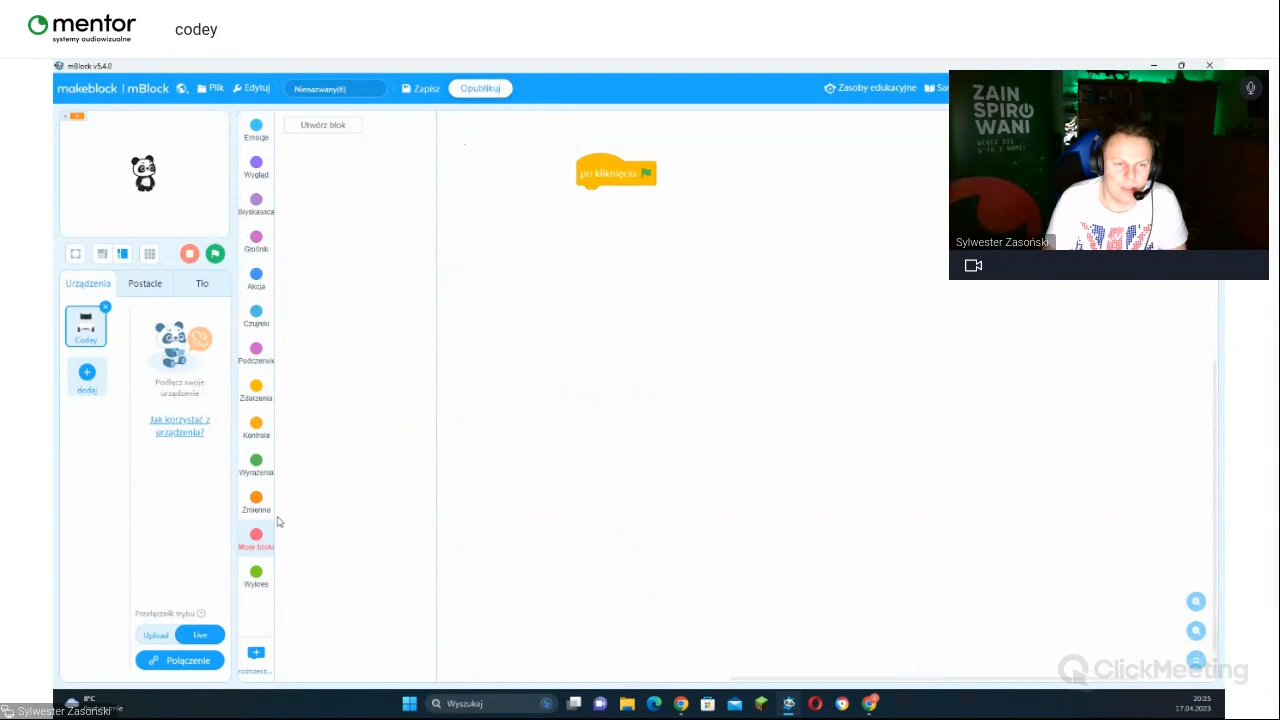 mentor
systemy audiowizualne
codey
mBlock v5.4.0
makeblock | mBlock
Plik
Edytuj
Nienazwany(6)
Zapisz
Opublikuj
Zasoby edukacyjne
ZAIN
SPIRO
WANI
Sylwester Zasoński
Emocje
Wygląd
Błyskawica
Głośnik
Akcja
Czujniki
Podczerwie
Zdarzenia
Kontrola
Wyrażenia
Zmienne
Moje bloki
Wykres
rozszerz...
Utwórz blok
po kliknięciu
Urządzenia
Postacie
Tło
Codey
dodaj
Podłącz swoje
urządzenie
Jak korzystać z
urządzenia?
Przełącznik trybu
Upload
Live
Połączenie
ClickMeeting
8°C
Sylwester Zasoński
Wyszukaj
20:25
17.04.2023